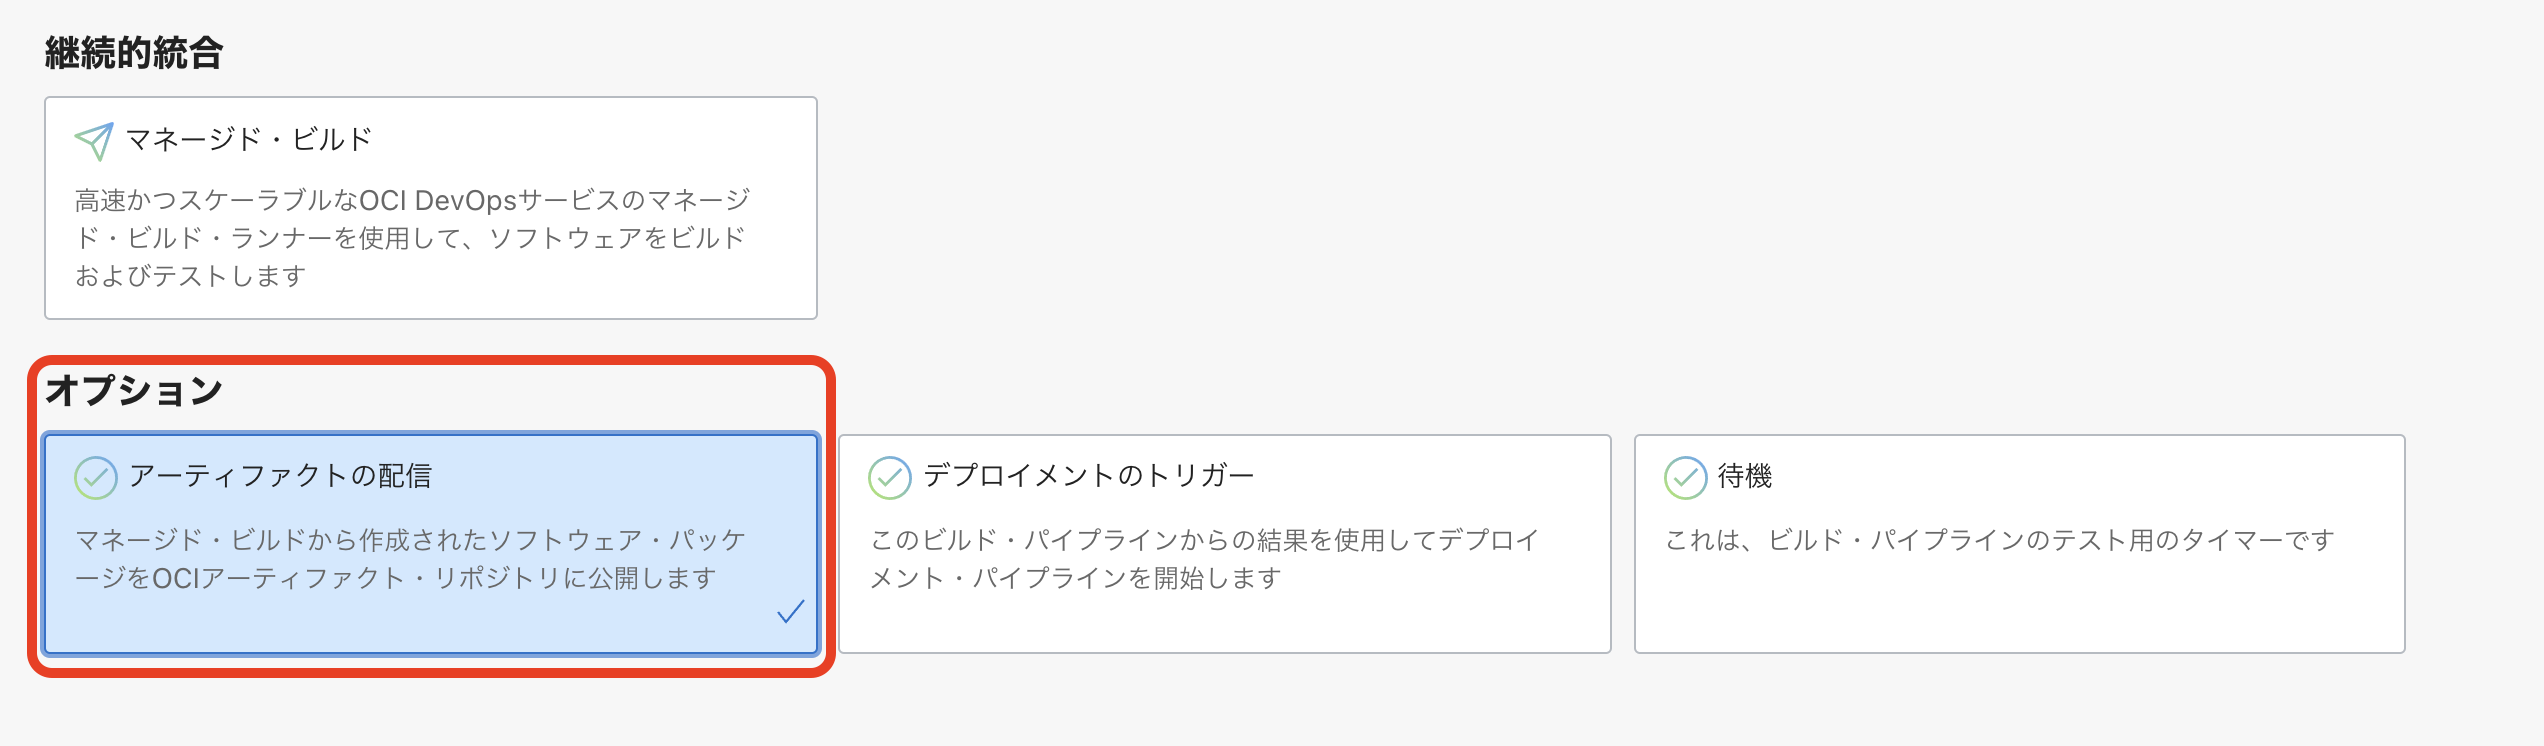 継続的統合
マネージド・ビルド
高速かつスケーラブルなOCI DevOpsサービスのマネージ
ド・ビルド・ランナーを使用して、ソフトウェアをビルド
およびテストします
オプション
アーティファクトの配信
マネージド・ビルドから作成されたソフトウェア・パッケ
ージをOCIアーティファクト・リポジトリに公開します
デプロイメントのトリガー
このビルド・パイプラインからの結果を使用してデプロイ
メント・パイプラインを開始します
待機
これは、ビルド・パイプラインのテスト用のタイマーです